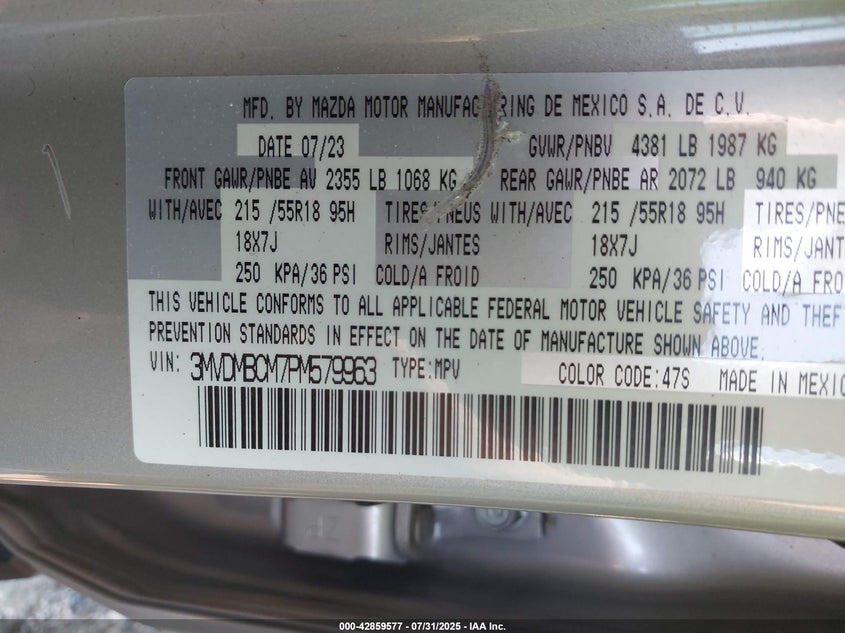 MFD. BY MAZDA MOTOR MANUFACTURING DE MEXICO S.A. DE C.V.
DATE 07/23 GVWR/PNBV 4381 LB 1987 KG
FRONT GAWR/PNBE AV 2355 LB 1068 KG REAR GAWR/PNBE AR 2072 LB 940 KG
WITH/AVEC 215 /55R18 95H TIRES/PNEUS WITH/AVEC 215 /55R18 95H TIRES/PNE
18X7J RIMS/JANTES 18X7J RIMS/JANTE
250 KPA/36 PSI COLD/A FROID 250 KPA/36 PSI COLD/A FROID
THIS VEHICLE CONFORMS TO ALL APPLICABLE FEDERAL MOTOR VEHICLE SAFETY AND THEF
PREVENTION STANDARDS IN EFFECT ON THE DATE OF MANUFACTURE SHOWN ABOVE.
VIN: 3MVDMBCM7PM579963 TYPE:MPV COLOR CODE:47S MADE IN MEXIC
000-42859577 - 07/31/2025 - IAA Inc.